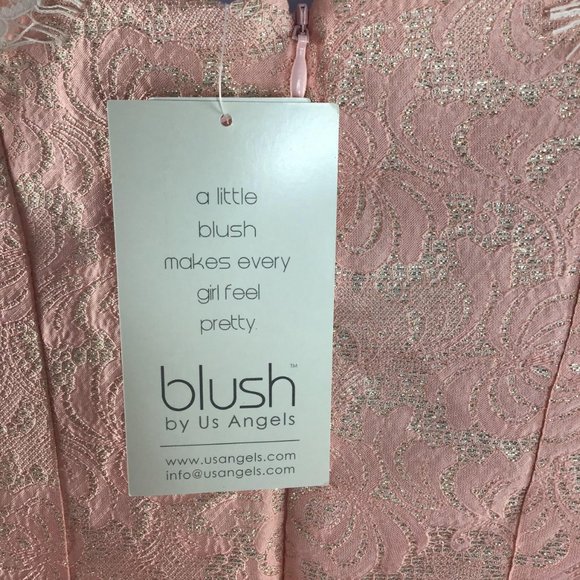 a little
blush
makes every
girl feel
pretty.
blush™
by Us Angels
www.usangels.com
info@usangels.com